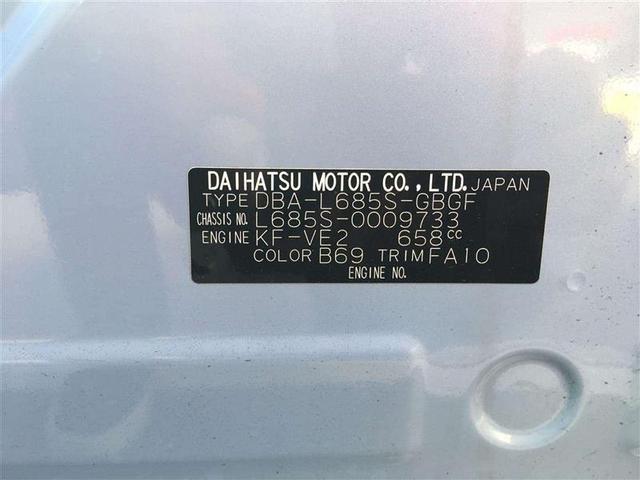 DAIHATSU MOTOR CO., LTD. JAPAN
TYPE DBA-L685S-GBGF
CHASSIS NO. L685S-0009733
ENGINE KF-VE2 658cc
COLOR B69 TRIM FA10
ENGINE NO.